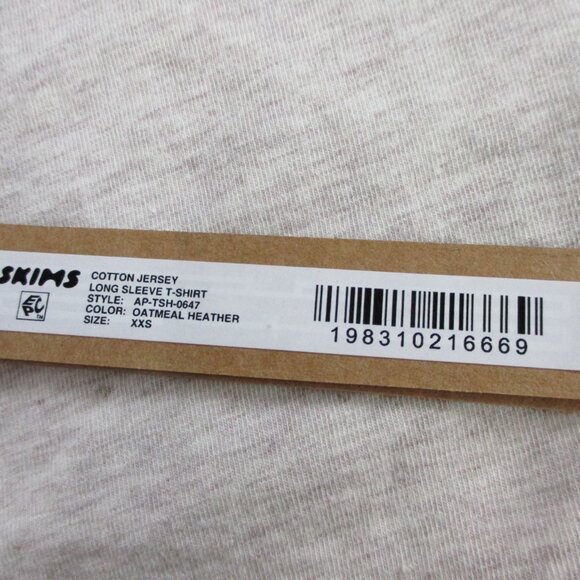 SKIMS
COTTON JERSEY
LONG SLEEVE T-SHIRT
STYLE: AP-TSH-0647
COLOR: OATMEAL HEATHER
SIZE: XXS
198310216669